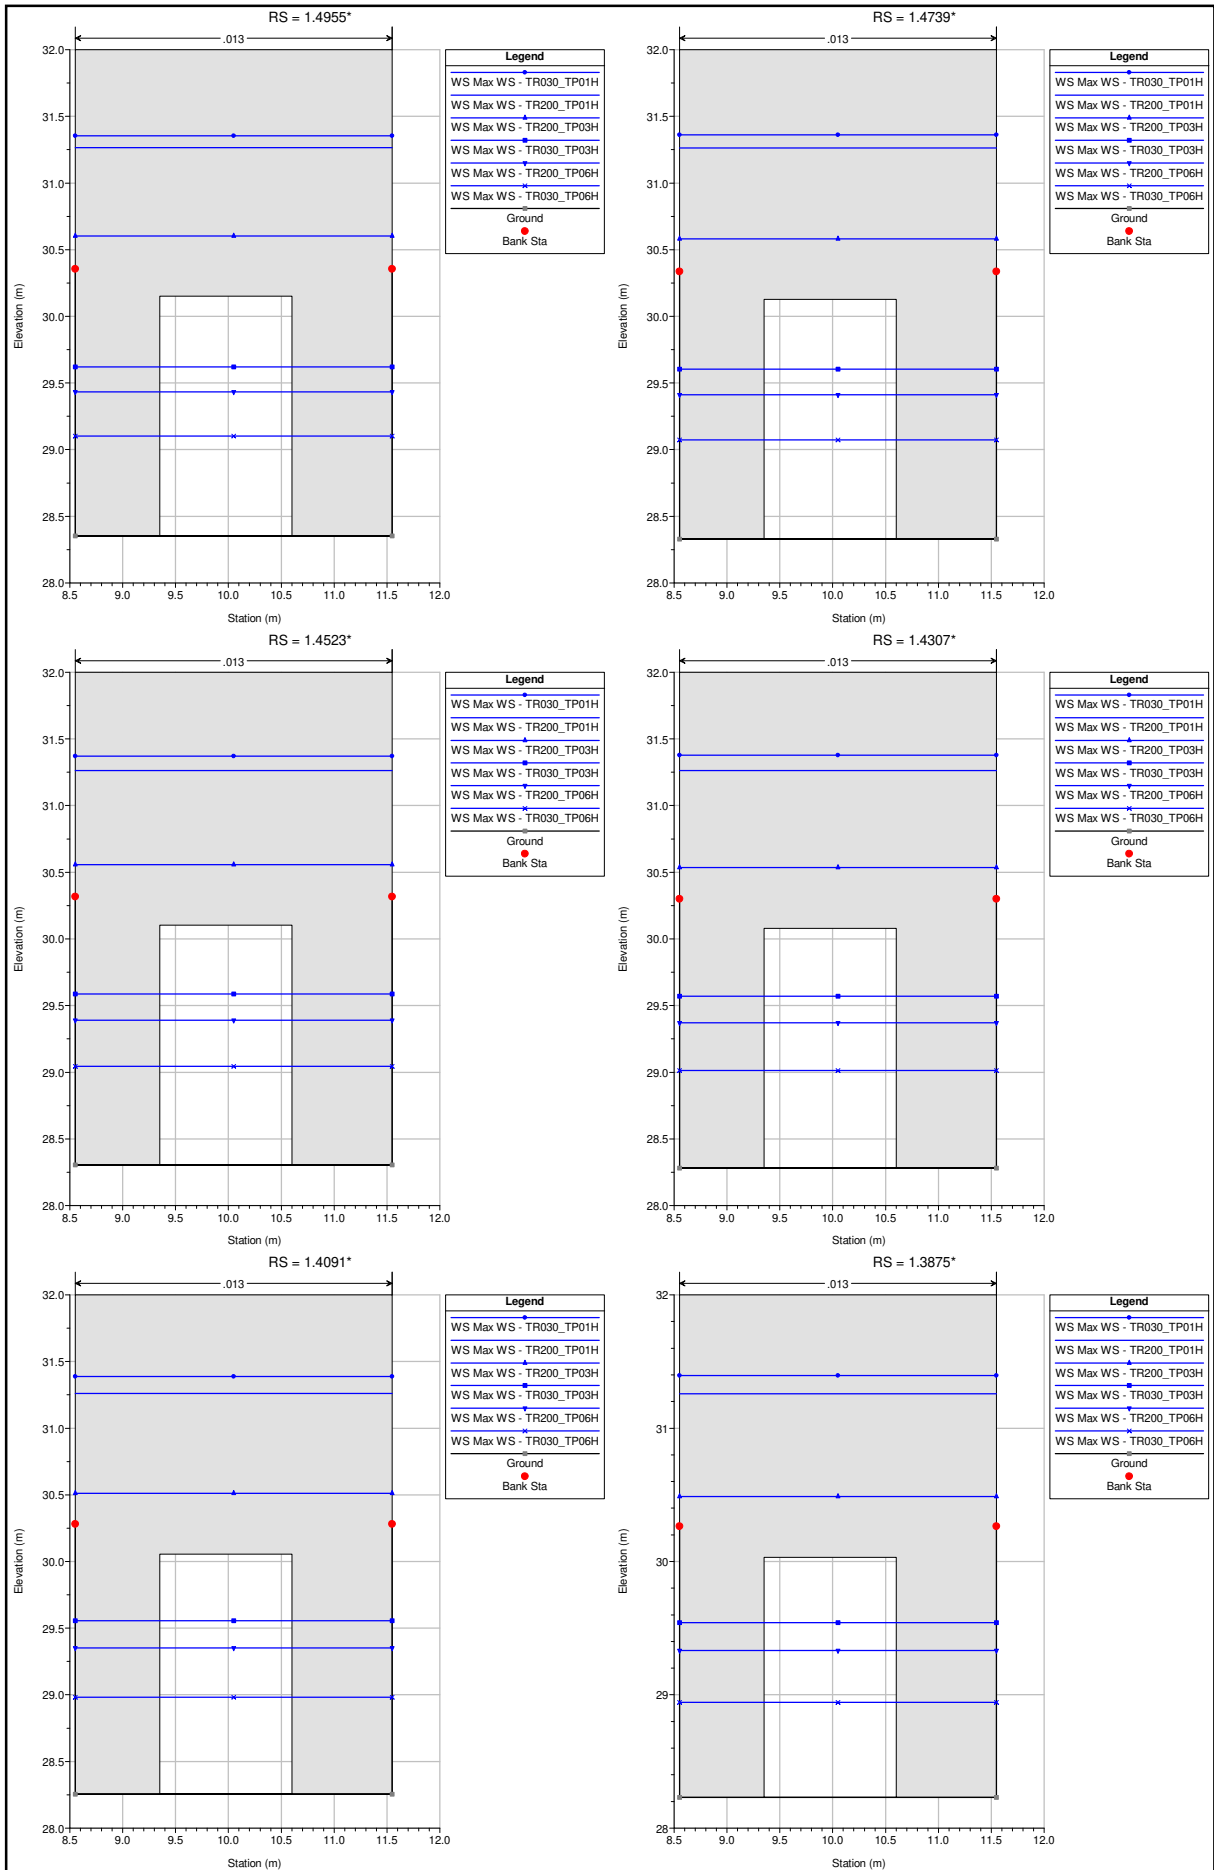 RS = 1.4955*
.013
32.0
31.5
31.0
30.5
30.0
29.5
29.0
28.5
28.0
8.5 9.0 9.5 10.0 10.5 11.0 11.5 12.0
Station (m)
Elevation (m)
Legend
WS Max WS - TR030_TP01H
WS Max WS - TR200_TP01H
WS Max WS - TR200_TP03H
WS Max WS - TR030_TP03H
WS Max WS - TR200_TP06H
WS Max WS - TR030_TP06H
Ground
Bank Sta
RS = 1.4739*
.013
32.0
31.5
31.0
30.5
30.0
29.5
29.0
28.5
28.0
8.5 9.0 9.5 10.0 10.5 11.0 11.5 12.0
Station (m)
Elevation (m)
Legend
WS Max WS - TR030_TP01H
WS Max WS - TR200_TP01H
WS Max WS - TR200_TP03H
WS Max WS - TR030_TP03H
WS Max WS - TR200_TP06H
WS Max WS - TR030_TP06H
Ground
Bank Sta
RS = 1.4523*
.013
32.0
31.5
31.0
30.5
30.0
29.5
29.0
28.5
28.0
8.5 9.0 9.5 10.0 10.5 11.0 11.5 12.0
Station (m)
Elevation (m)
Legend
WS Max WS - TR030_TP01H
WS Max WS - TR200_TP01H
WS Max WS - TR200_TP03H
WS Max WS - TR030_TP03H
WS Max WS - TR200_TP06H
WS Max WS - TR030_TP06H
Ground
Bank Sta
RS = 1.4307*
.013
32.0
31.5
31.0
30.5
30.0
29.5
29.0
28.5
28.0
8.5 9.0 9.5 10.0 10.5 11.0 11.5 12.0
Station (m)
Elevation (m)
Legend
WS Max WS - TR030_TP01H
WS Max WS - TR200_TP01H
WS Max WS - TR200_TP03H
WS Max WS - TR030_TP03H
WS Max WS - TR200_TP06H
WS Max WS - TR030_TP06H
Ground
Bank Sta
RS = 1.4091*
.013
32.0
31.5
31.0
30.5
30.0
29.5
29.0
28.5
28.0
8.5 9.0 9.5 10.0 10.5 11.0 11.5 12.0
Station (m)
Elevation (m)
Legend
WS Max WS - TR030_TP01H
WS Max WS - TR200_TP01H
WS Max WS - TR200_TP03H
WS Max WS - TR030_TP03H
WS Max WS - TR200_TP06H
WS Max WS - TR030_TP06H
Ground
Bank Sta
RS = 1.3875*
.013
32
31
30
29
28
8.5 9.0 9.5 10.0 10.5 11.0 11.5 12.0
Station (m)
Elevation (m)
Legend
WS Max WS - TR030_TP01H
WS Max WS - TR200_TP01H
WS Max WS - TR200_TP03H
WS Max WS - TR030_TP03H
WS Max WS - TR200_TP06H
WS Max WS - TR030_TP06H
Ground
Bank Sta